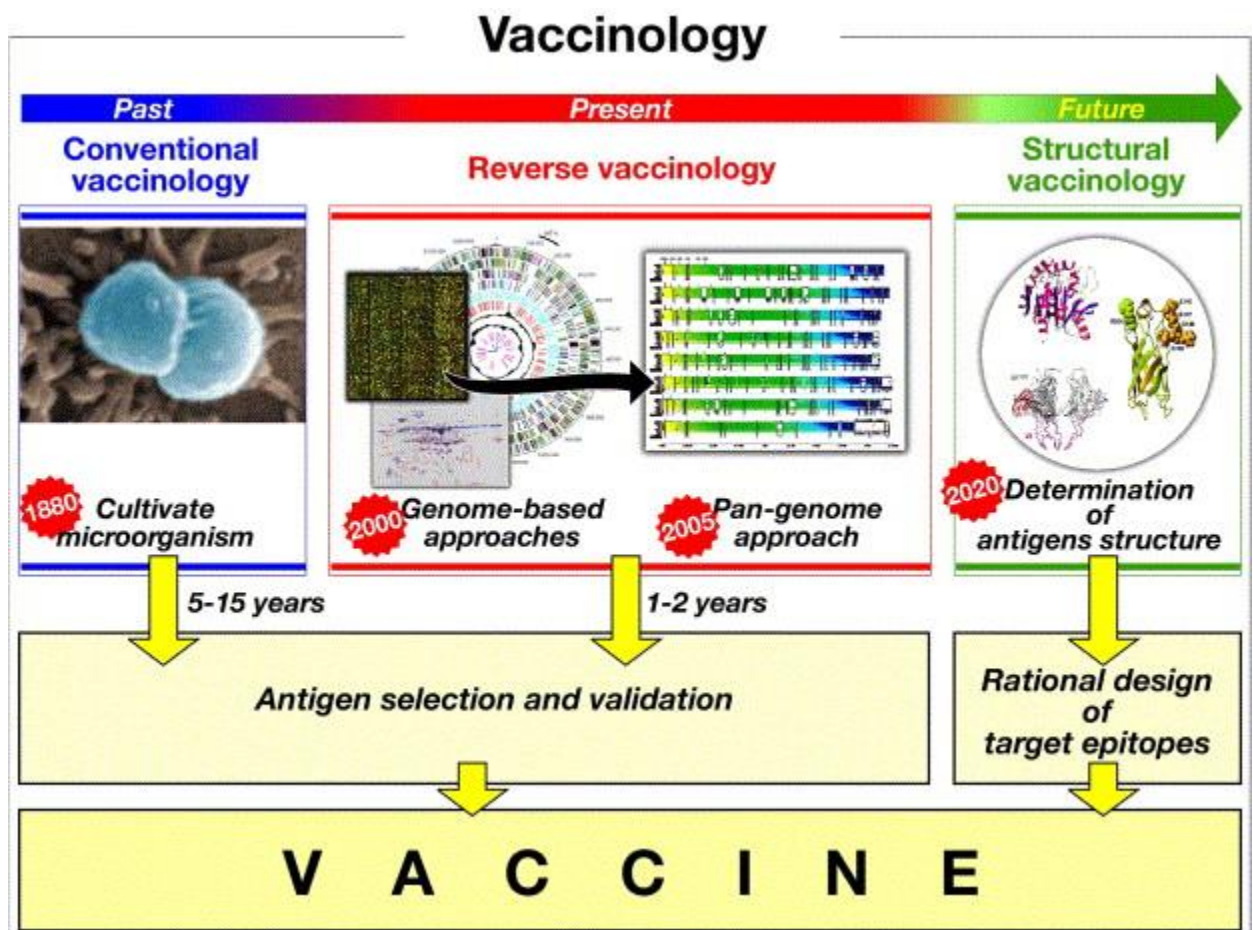 Vaccinology
Past
Present
Future
Conventional
vaccinology
Reverse vaccinology
Structural
vaccinology
1880
Cultivate
microorganism
2000
Genome-based
approaches
2005
Pan-genome
approach
2020
Determination
of
antigens structure
5-15 years
1-2 years
Antigen selection and validation
Rational design
of
target epitopes
VACCINE